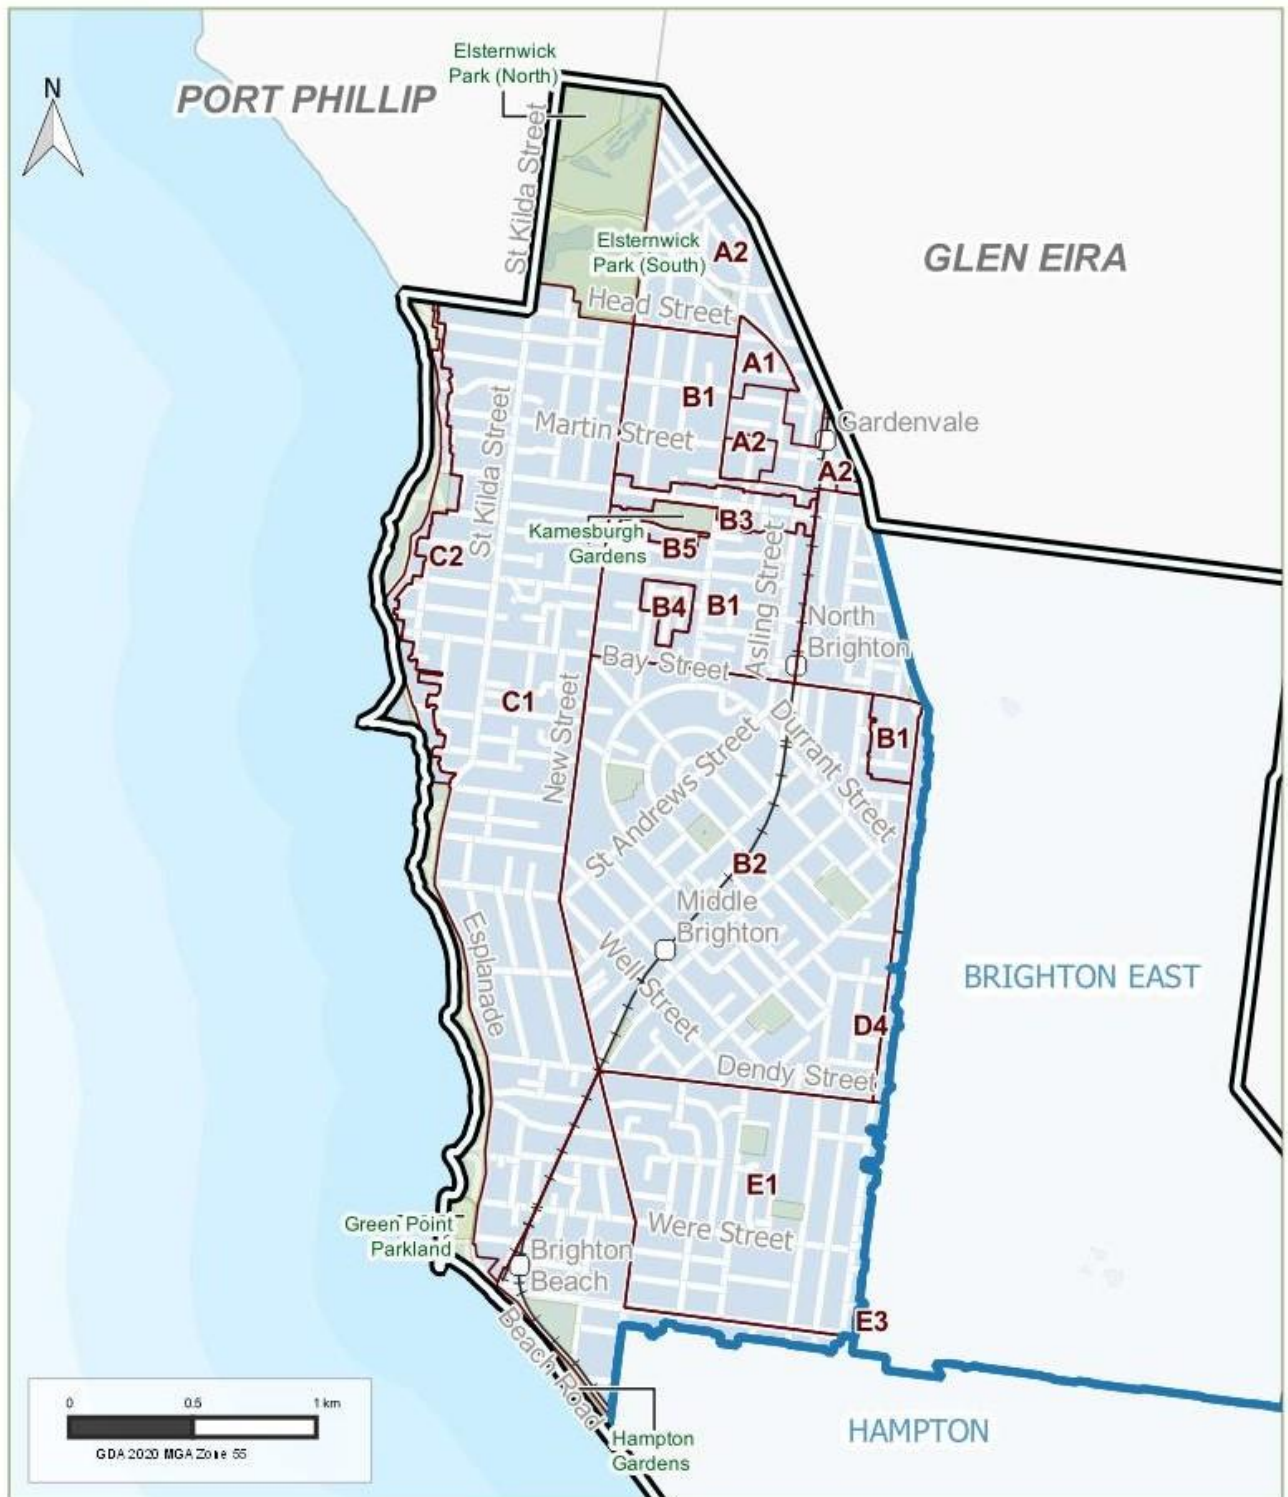 Elsternwick
Park (North)
N
PORT PHILLIP
St Kilda Street
GLEN EIRA
Elsternwick
Park (South)
A2
Head Street
A1
B1
St Kilda Street
Martin Street
A2
Gardenvale
A2
Kamesburgh
Gardens
B3
B5
C2
Asling Street
B4
B1
North
Brighton
Bay Street
C1
New Street
St Andrews Street
Durrant Street
B1
B2
Middle
Brighton
Esplanade
Well Street
BRIGHTON EAST
D4
Dendy Street
E1
Green Point
Parkland
Were Street
Brighton
Beach
E3
Beach Road
HAMPTON
Hampton
Gardens
0 0.5 1 km
GDA 2020 MGA Zone 55